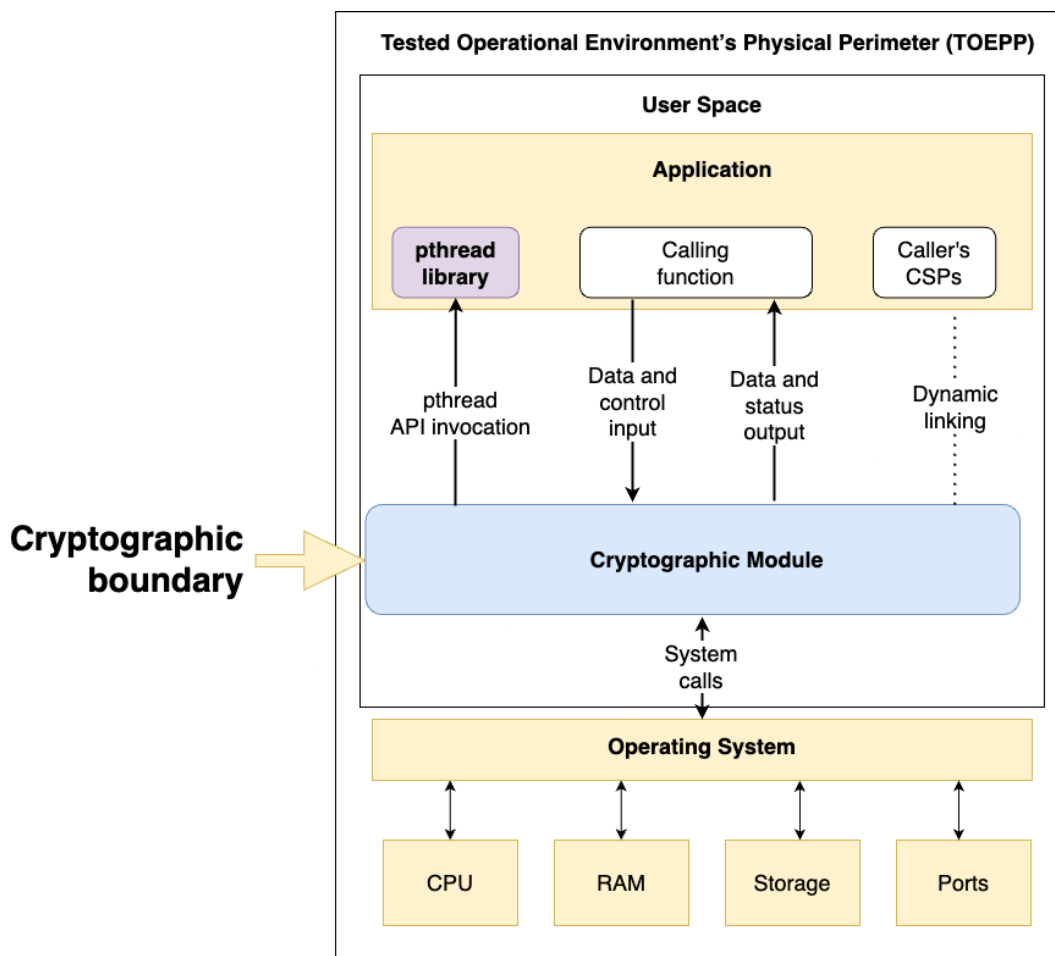 Tested Operational Environment's Physical Perimeter (TOEPP)
User Space
Application
pthread
library
Calling
function
Caller's
CSPs
pthread
API invocation
Data and
control
input
Data and
status
output
Dynamic
linking
Cryptographic
boundary
Cryptographic Module
System
calls
Operating System
CPU
RAM
Storage
Ports